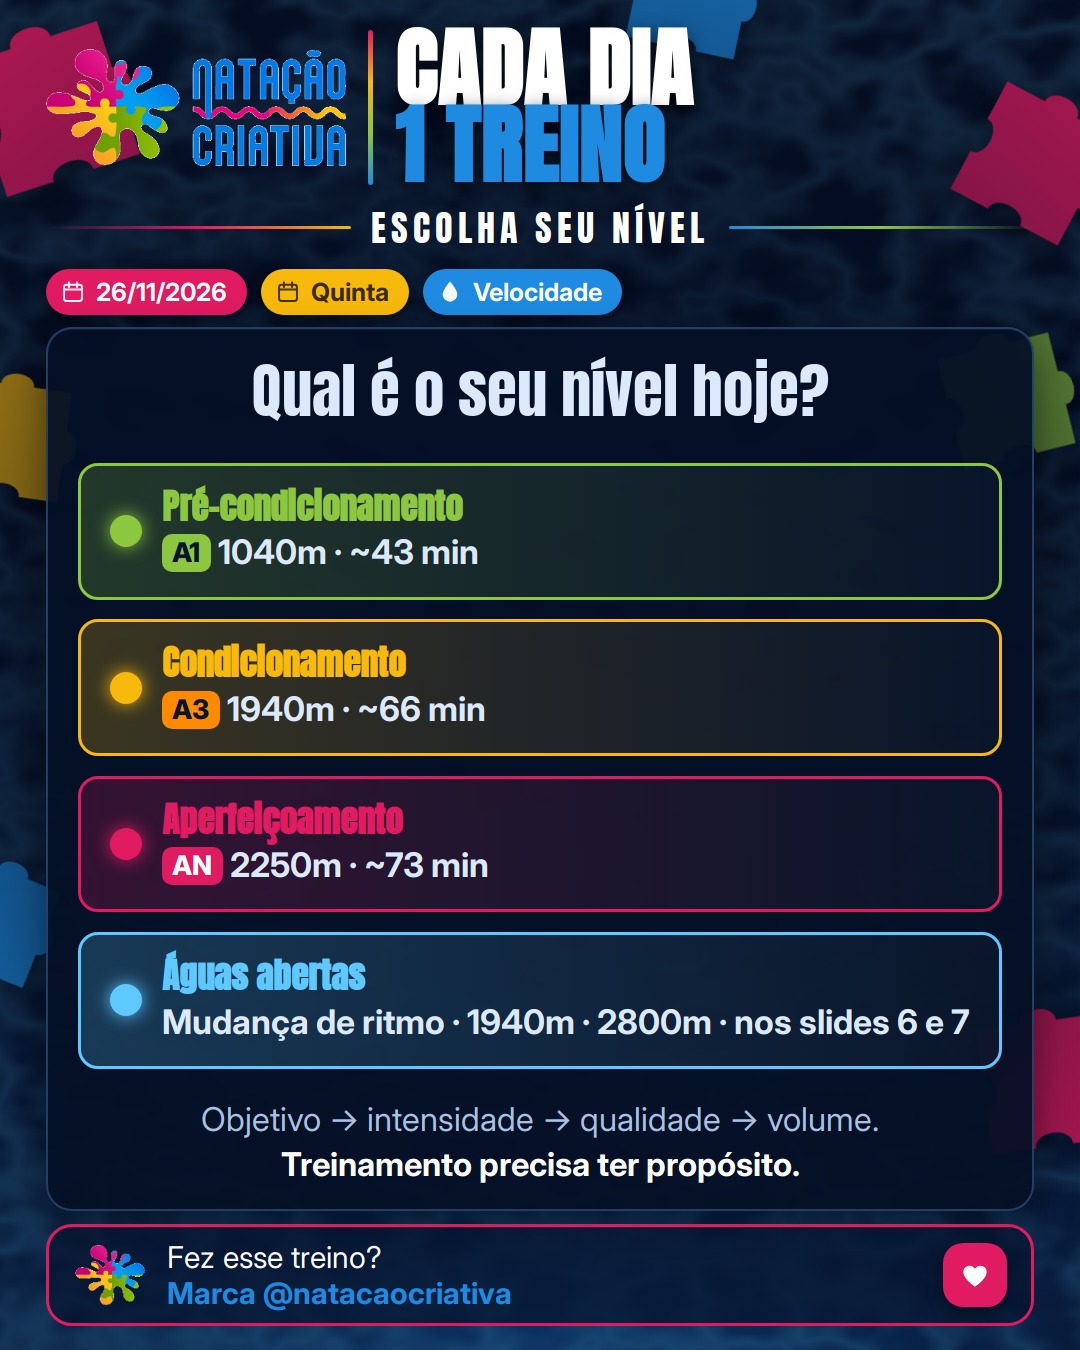 NATAÇÃO
CRIATIVA
CADA DIA
1 TREINO
ESCOLHA SEU NÍVEL
26/11/2026
Quinta
Velocidade
Qual é o seu nível hoje?
Pré-condicionamento
A1 1040m · ~43 min
Condicionamento
A3 1940m · ~66 min
Aperfeiçoamento
AN 2250m · ~73 min
Águas abertas
Mudança de ritmo · 1940m · 2800m · nos slides 6 e 7
Objetivo → intensidade → qualidade → volume.
Treinamento precisa ter propósito.
Fez esse treino?
Marca @natacaocriativa